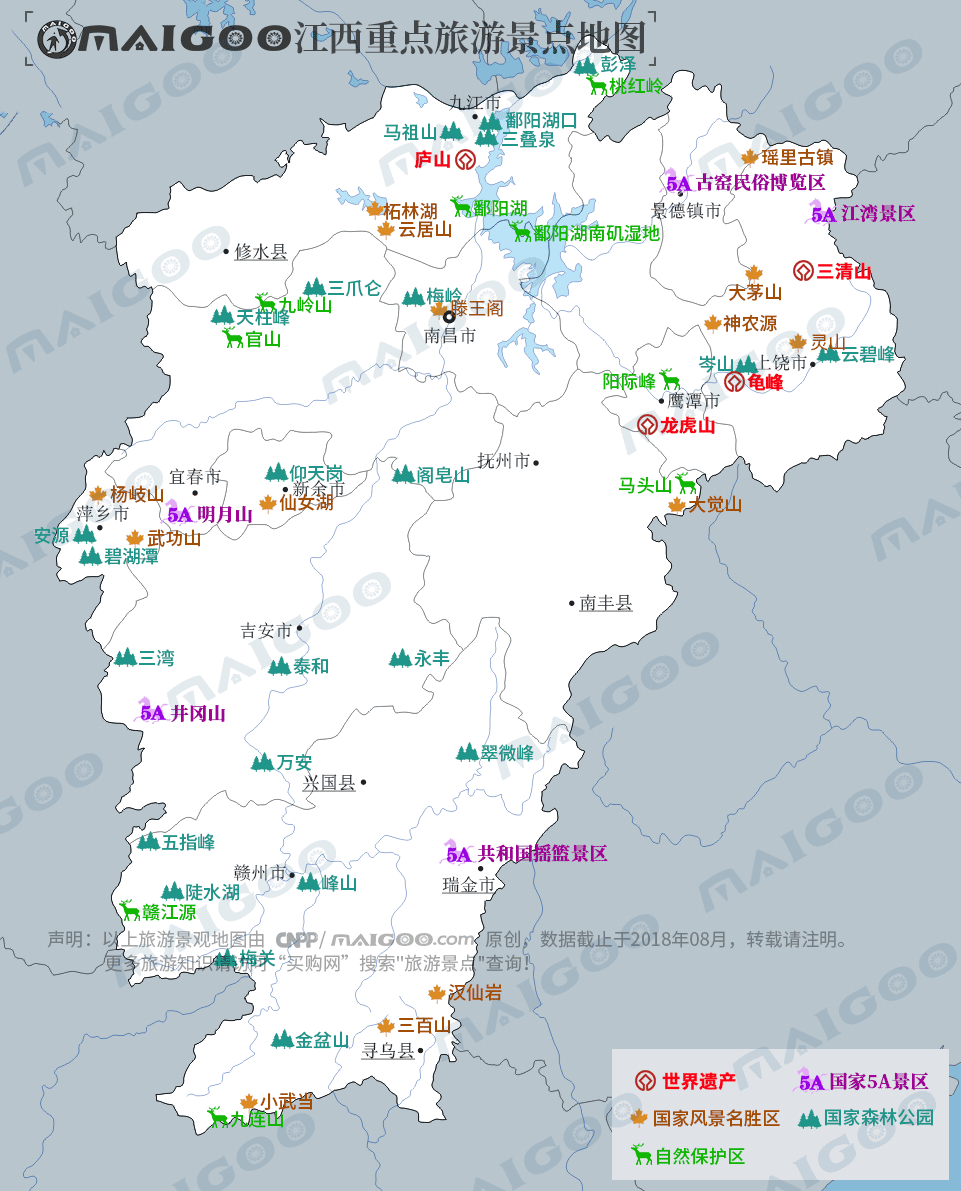 MAIGOO江西重点旅游景点地图
彭泽
桃红岭
九江市
鄱阳湖口
马祖山
三叠泉
庐山
瑶里古镇
5A 古窑民俗博览区
景德镇市
5A 江湾景区
柘林湖
鄱阳湖
云居山
鄱阳湖南矶湿地
修水县
三清山
大茅山
三爪仑
梅岭
九岭山
滕王阁
天柱峰
官山
南昌市
神农源
灵山
云碧峰
岑山
上饶市
阳际峰
龟峰
鹰潭市
龙虎山
抚州市
仰天岗
阁皂山
宜春市
新余市
马头山
杨岐山
仙女湖
大觉山
萍乡市
5A 明月山
安源
武功山
碧湖潭
南丰县
吉安市
三湾
泰和
永丰
5A 井冈山
翠微峰
万安
兴国县
五指峰
5A 共和国摇篮景区
赣州市
峰山
瑞金市
陡水湖
赣江源
声明：以上旅游景观地图由 CNPP/ MAIGOO.com 原创，数据截止于2018年08月，转载请注明。
梅关
更多旅游知识请访问“买购网”搜索"旅游景点"查询！
汉仙岩
三百山
金盆山
寻乌县
小武当
九连山
世界遗产
5A 国家5A景区
国家风景名胜区
国家森林公园
自然保护区